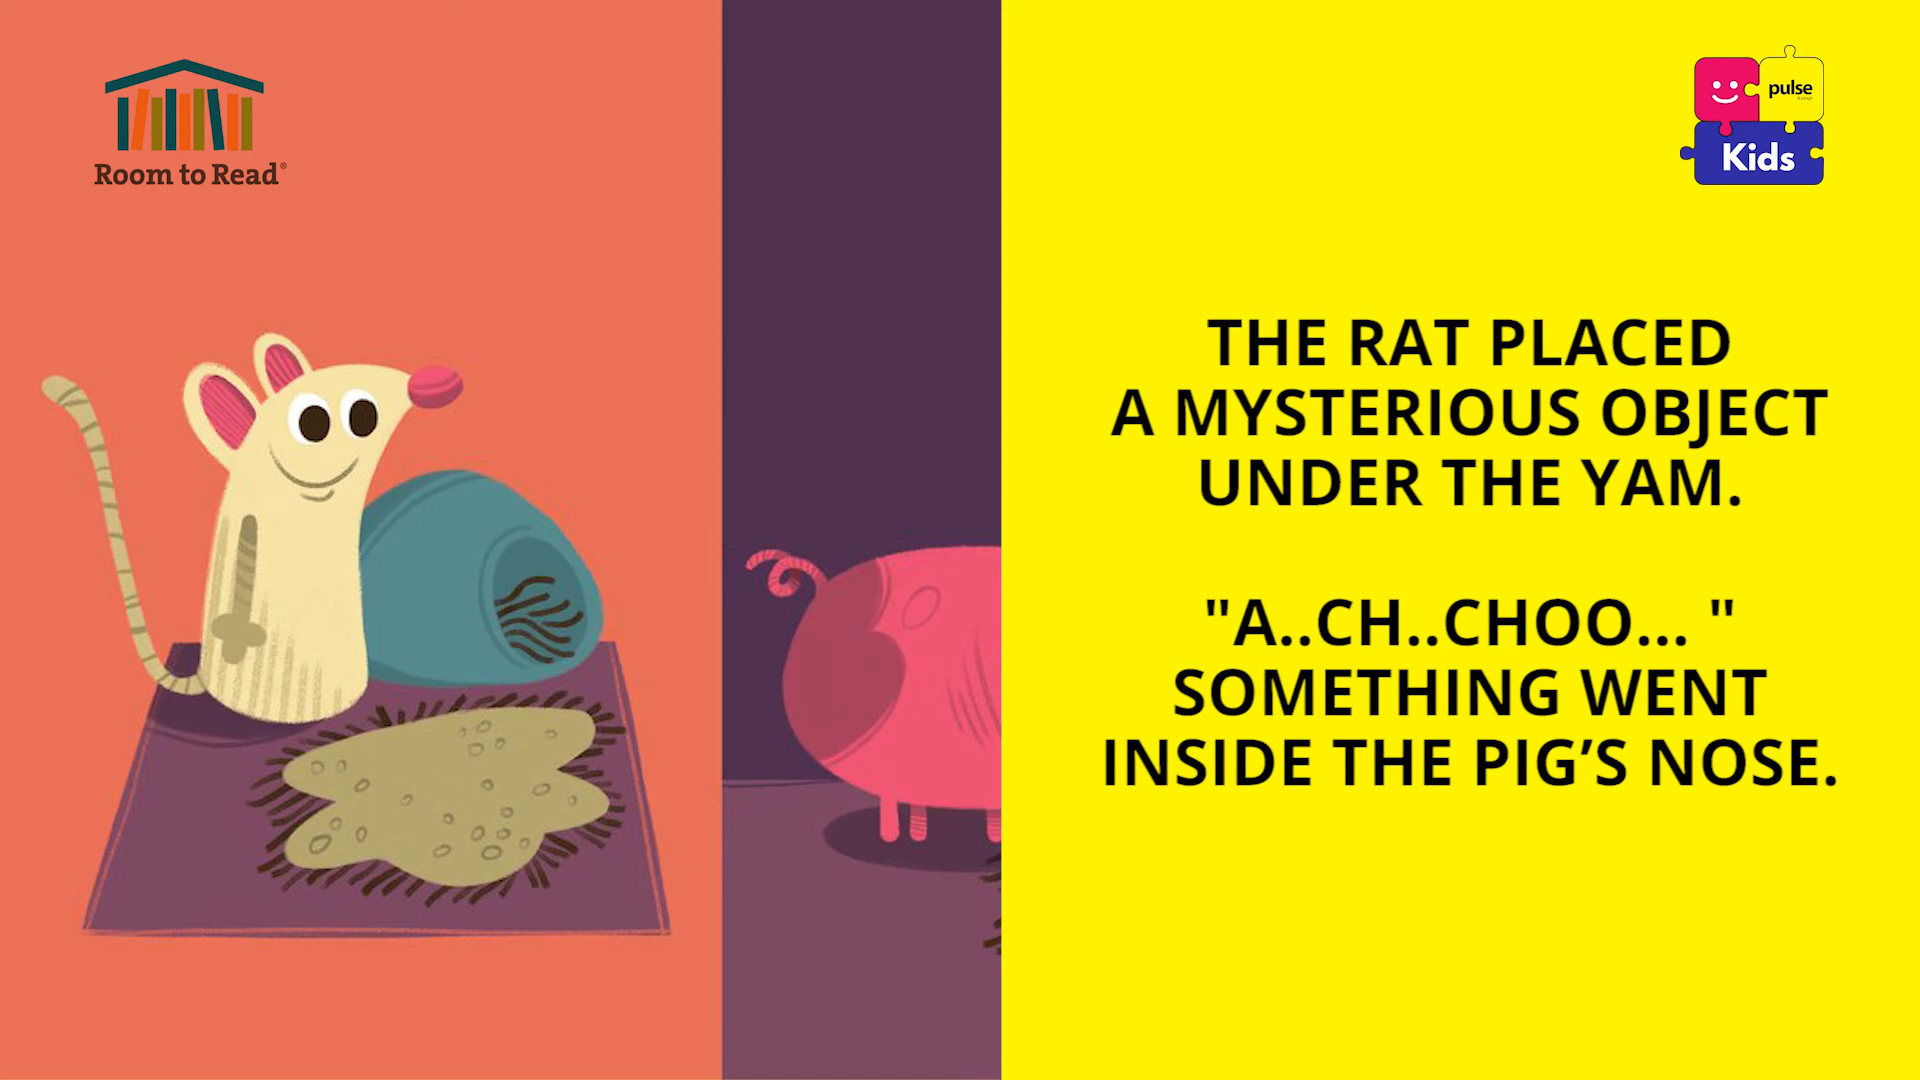 Room to Read®
pulse
Kids
THE RAT PLACED
A MYSTERIOUS OBJECT
UNDER THE YAM.
"A..CH..CHOO... "
SOMETHING WENT
INSIDE THE PIG’S NOSE.